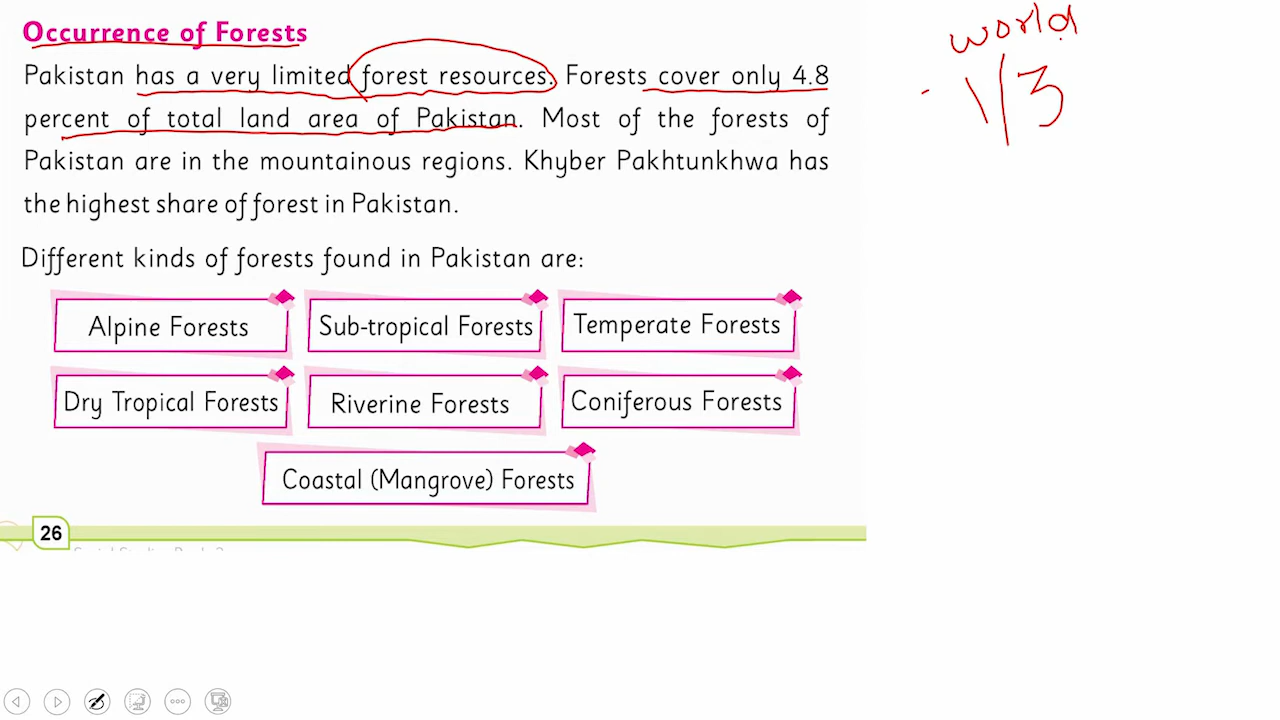 Occurrence of Forests
Pakistan has a very limited forest resources. Forests cover only 4.8
percent of total land area of Pakistan. Most of the forests of
Pakistan are in the mountainous regions. Khyber Pakhtunkhwa has
the highest share of forest in Pakistan.
Different kinds of forests found in Pakistan are:
Alpine Forests
Sub-tropical Forests
Temperate Forests
Dry Tropical Forests
Riverine Forests
Coniferous Forests
Coastal (Mangrove) Forests
26
world
1/3